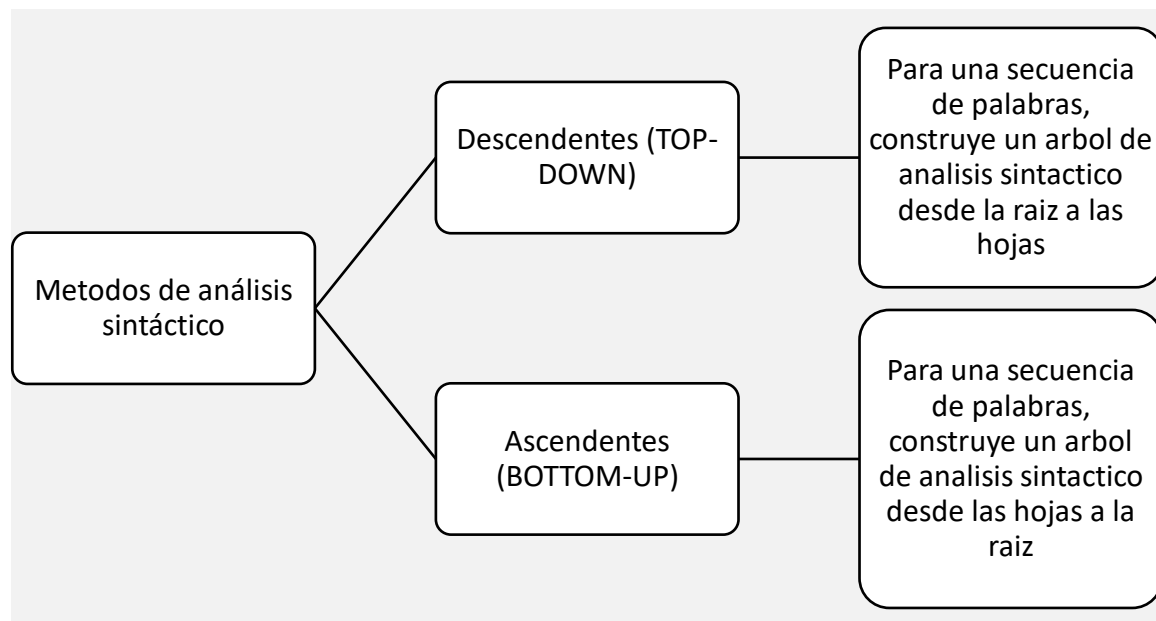 Metodos de análisis
sintáctico
Descendentes (TOP-
DOWN)
Para una secuencia
de palabras,
construye un arbol de
analisis sintactico
desde la raiz a las
hojas
Ascendentes
(BOTTOM-UP)
Para una secuencia
de palabras,
construye un arbol
de analisis sintactico
desde las hojas a la
raiz